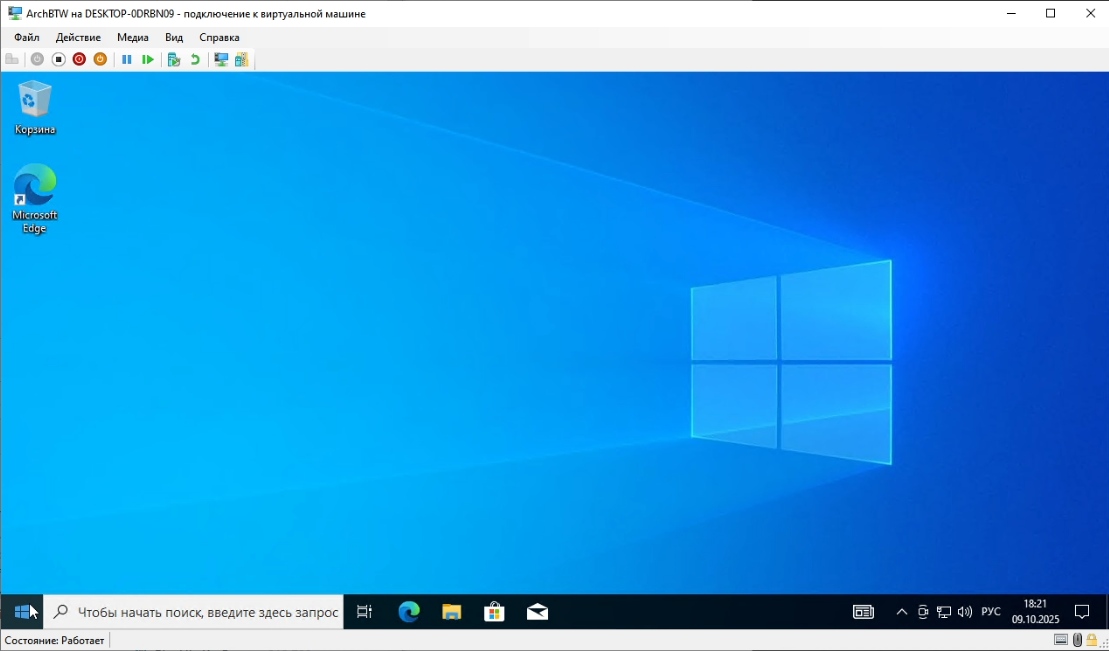 ArchBTW на DESKTOP-0DRBN09 - подключение к виртуальной машине
Файл Действие Медиа Вид Справка
Корзина
Microsoft
Edge
Чтобы начать поиск, введите здесь запрос
РУС
18:21
09.10.2025
Состояние: Работает